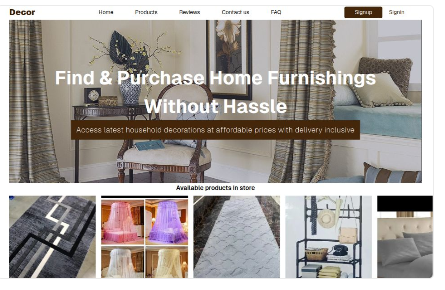 Decor
Home
Products
Reviews
Contact us
FAQ
Signup
Signin
Find & Purchase Home Furnishings
Without Hassle
Access latest household decorations at affordable prices with delivery inclusive
Available products in store